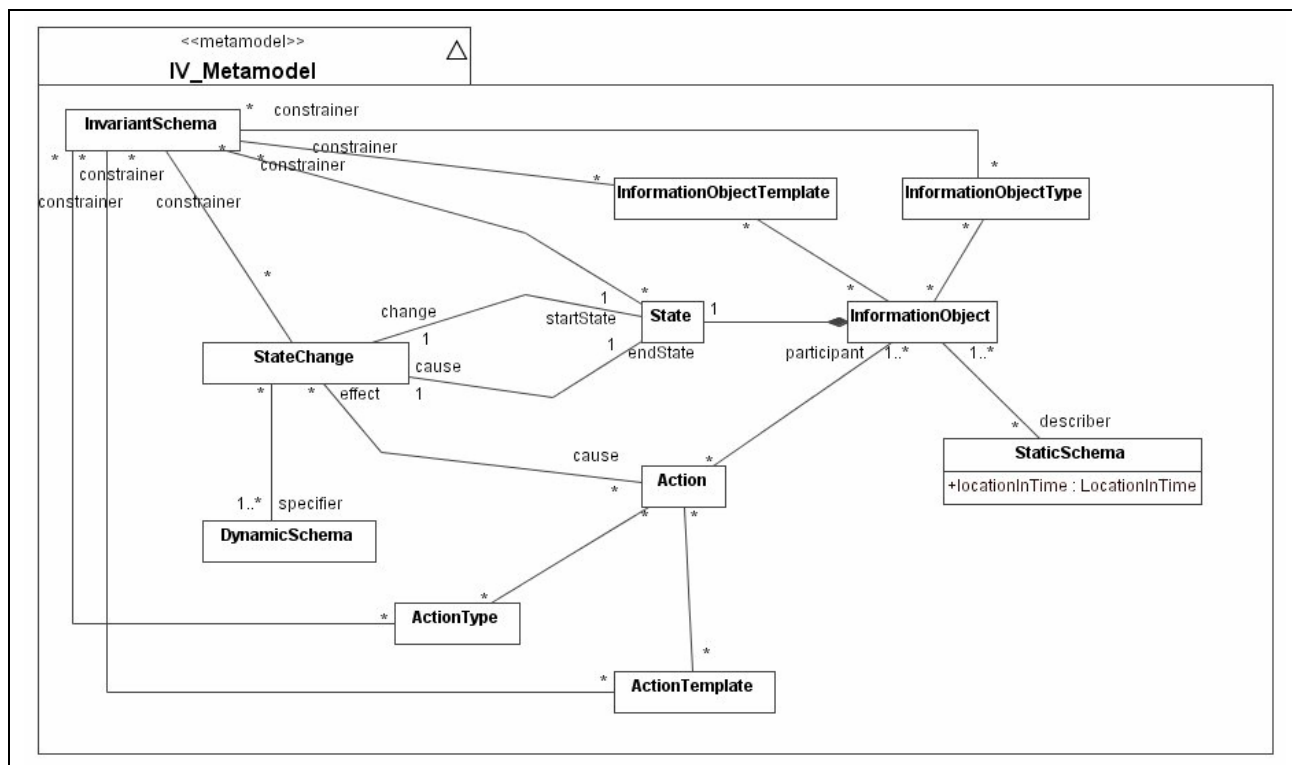 <<metamodel>>
IV_Metamodel
* constrainer
InvariantSchema
constrainer
* * * * *
constrainer
*
*
constrainer
InformationObjectTemplate
InformationObjectType
constrainer
constrainer
* *
*
* *
*
change
1
startState
State
1
InformationObject
1
1
endState
participant
1..*
1..*
StateChange
cause
1
* *
effect
describer
*
StaticSchema
+locationInTime : LocationInTime
cause
*
*
Action
1..* specifier
* *
DynamicSchema
*
ActionType
*
*
*
ActionTemplate